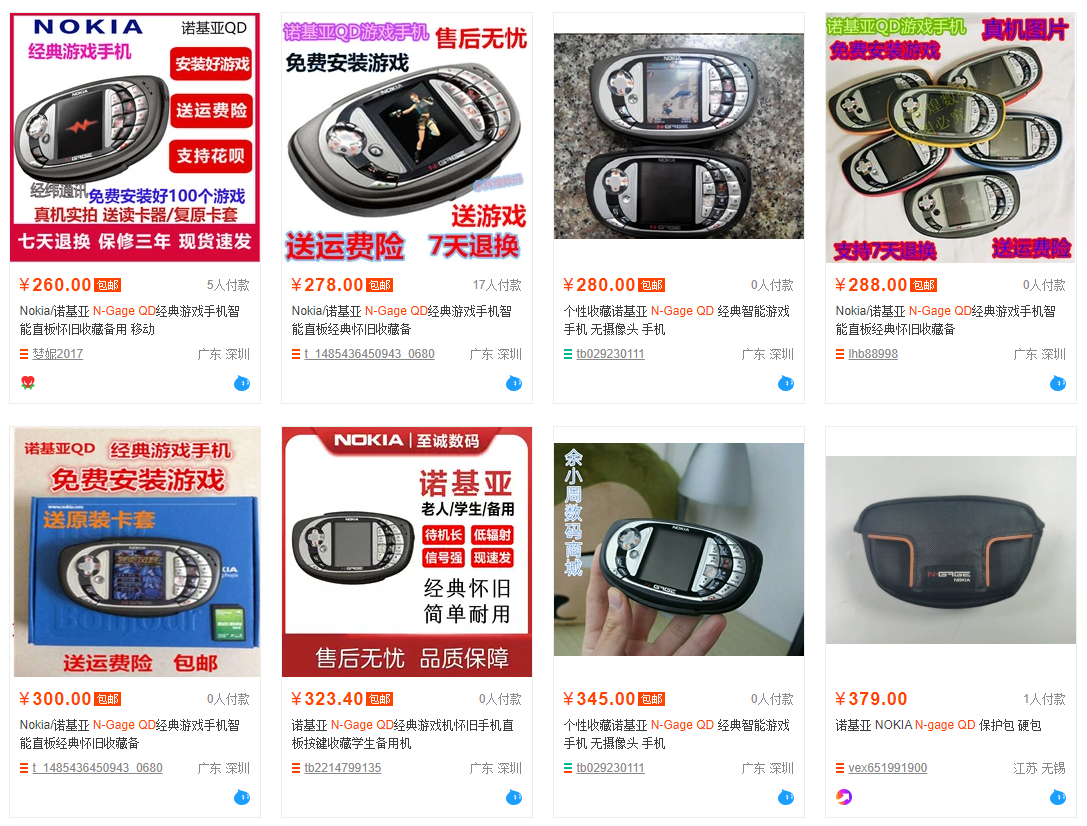 NOKIA 诺基亚QD
经典游戏手机
安装好游戏
送运费险
支持花呗
经纬通讯
免费安装好100个游戏
真机实拍 送读卡器/复原卡套
七天退换 保修三年 现货速发
¥260.00 包邮 5人付款
Nokia/诺基亚 N-Gage QD经典游戏手机智
能直板怀旧收藏备用 移动
梦妮2017 广东 深圳
诺基亚QD游戏手机 售后无忧
免费安装游戏
送游戏
送运费险 7天退换
¥278.00 包邮 17人付款
Nokia/诺基亚 N-Gage QD经典游戏手机智
能直板经典怀旧收藏备
t_1485436450943_0680 广东 深圳
NOKIA
N-GAGE
NOKIA
N-GAGE
¥280.00 包邮 0人付款
个性收藏诺基亚 N-Gage QD 经典智能游戏
手机 无摄像头 手机
tb029230111 广东 深圳
诺基亚QD游戏手机 真机图片
免费安装游戏
支持7天退换 送运费险
¥288.00 包邮 0人付款
Nokia/诺基亚 N-Gage QD经典游戏手机智
能直板经典怀旧收藏备
lhb88998 广东 深圳
诺基亚QD 经典游戏手机
免费安装游戏
送原装卡套
送运费险 包邮
¥300.00 包邮 0人付款
Nokia/诺基亚 N-Gage QD经典游戏手机智
能直板经典怀旧收藏备
t_1485436450943_0680 广东 深圳
NOKIA | 至诚数码
诺基亚
老人/学生/备用
待机长 低辐射
信号强 现速发
经典怀旧
简单耐用
售后无忧 品质保障
¥323.40 包邮 0人付款
诺基亚 N-Gage QD经典游戏机怀旧手机直
板按键收藏学生备用机
tb2214799135 广东 深圳
余小周数码商城
NOKIA
¥345.00 包邮 0人付款
个性收藏诺基亚 N-Gage QD 经典智能游戏
手机 无摄像头 手机
tb029230111 广东 深圳
N-GAGE
NOKIA
¥379.00 1人付款
诺基亚 NOKIA N-gage QD 保护包 硬包
vex651991900 江苏 无锡